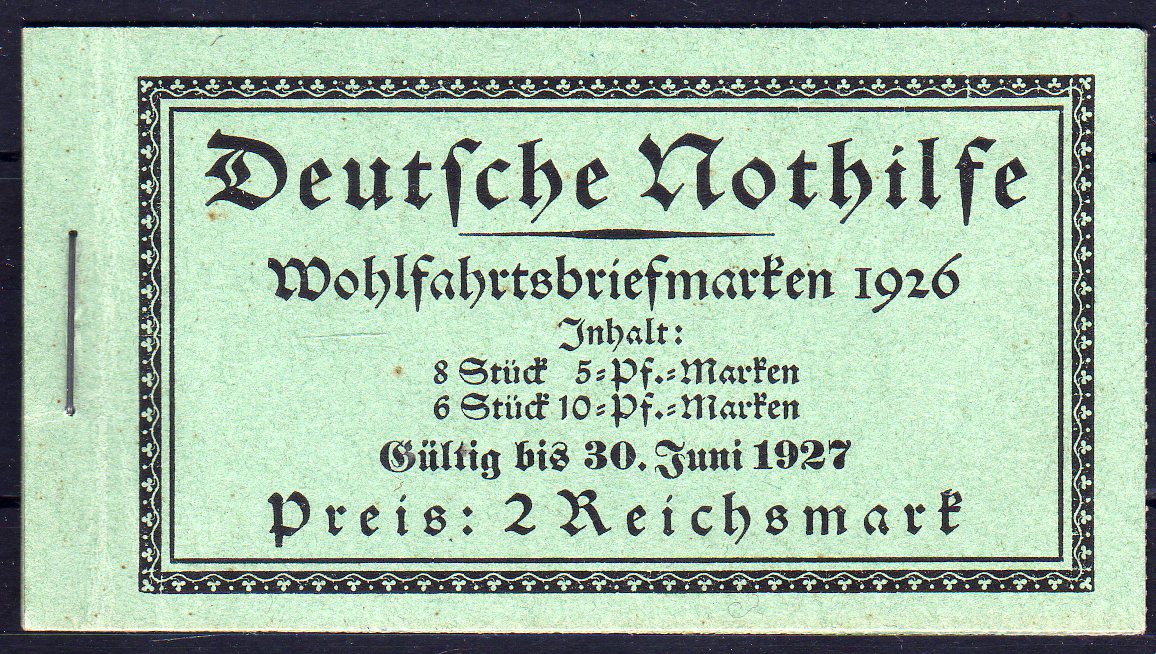 Deutſche Nothilfe
Wohlfahrtsbriefmarken 1926
Inhalt:
8 Stück 5=Pf.=Marken
6 Stück 10=Pf.=Marken
Gültig bis 30. Juni 1927
Preis: 2 Reichsmark